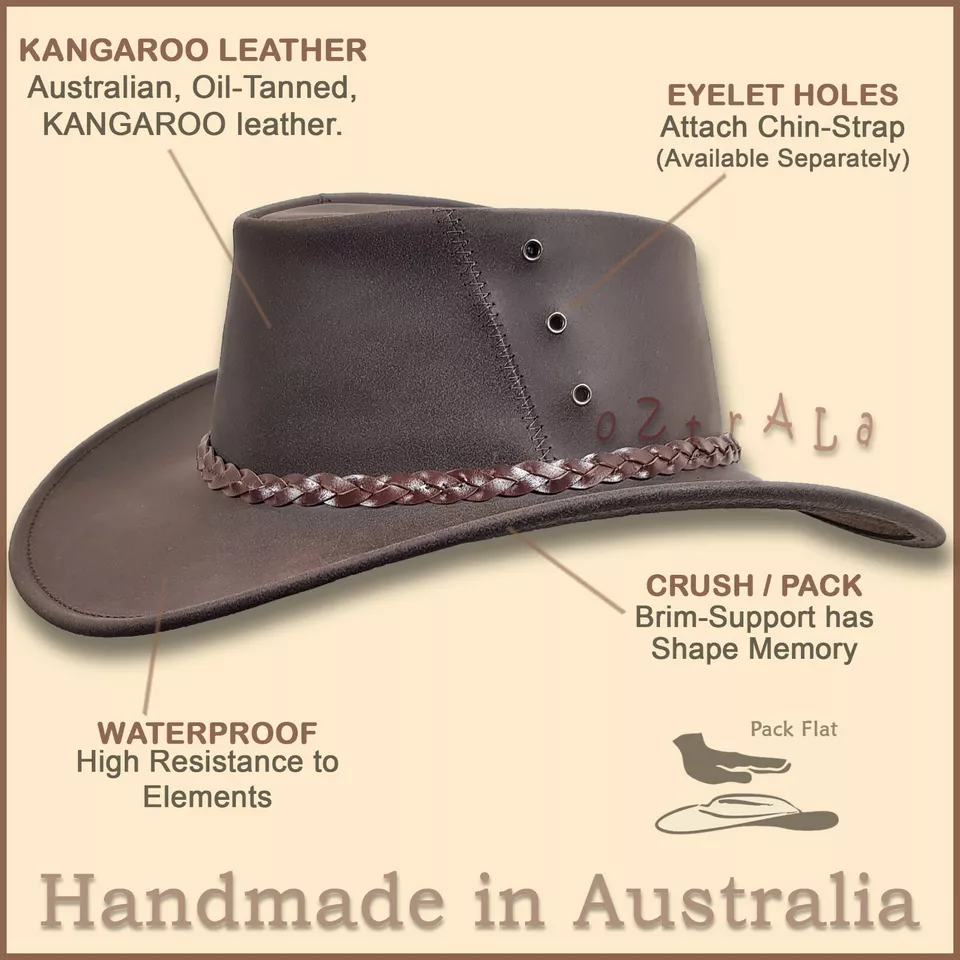 KANGAROO LEATHER
Australian, Oil-Tanned,
KANGAROO leather.
EYELET HOLES
Attach Chin-Strap
(Available Separately)
oZtrALa
CRUSH / PACK
Brim-Support has
Shape Memory
WATERPROOF
High Resistance to
Elements
Pack Flat
Handmade in Australia